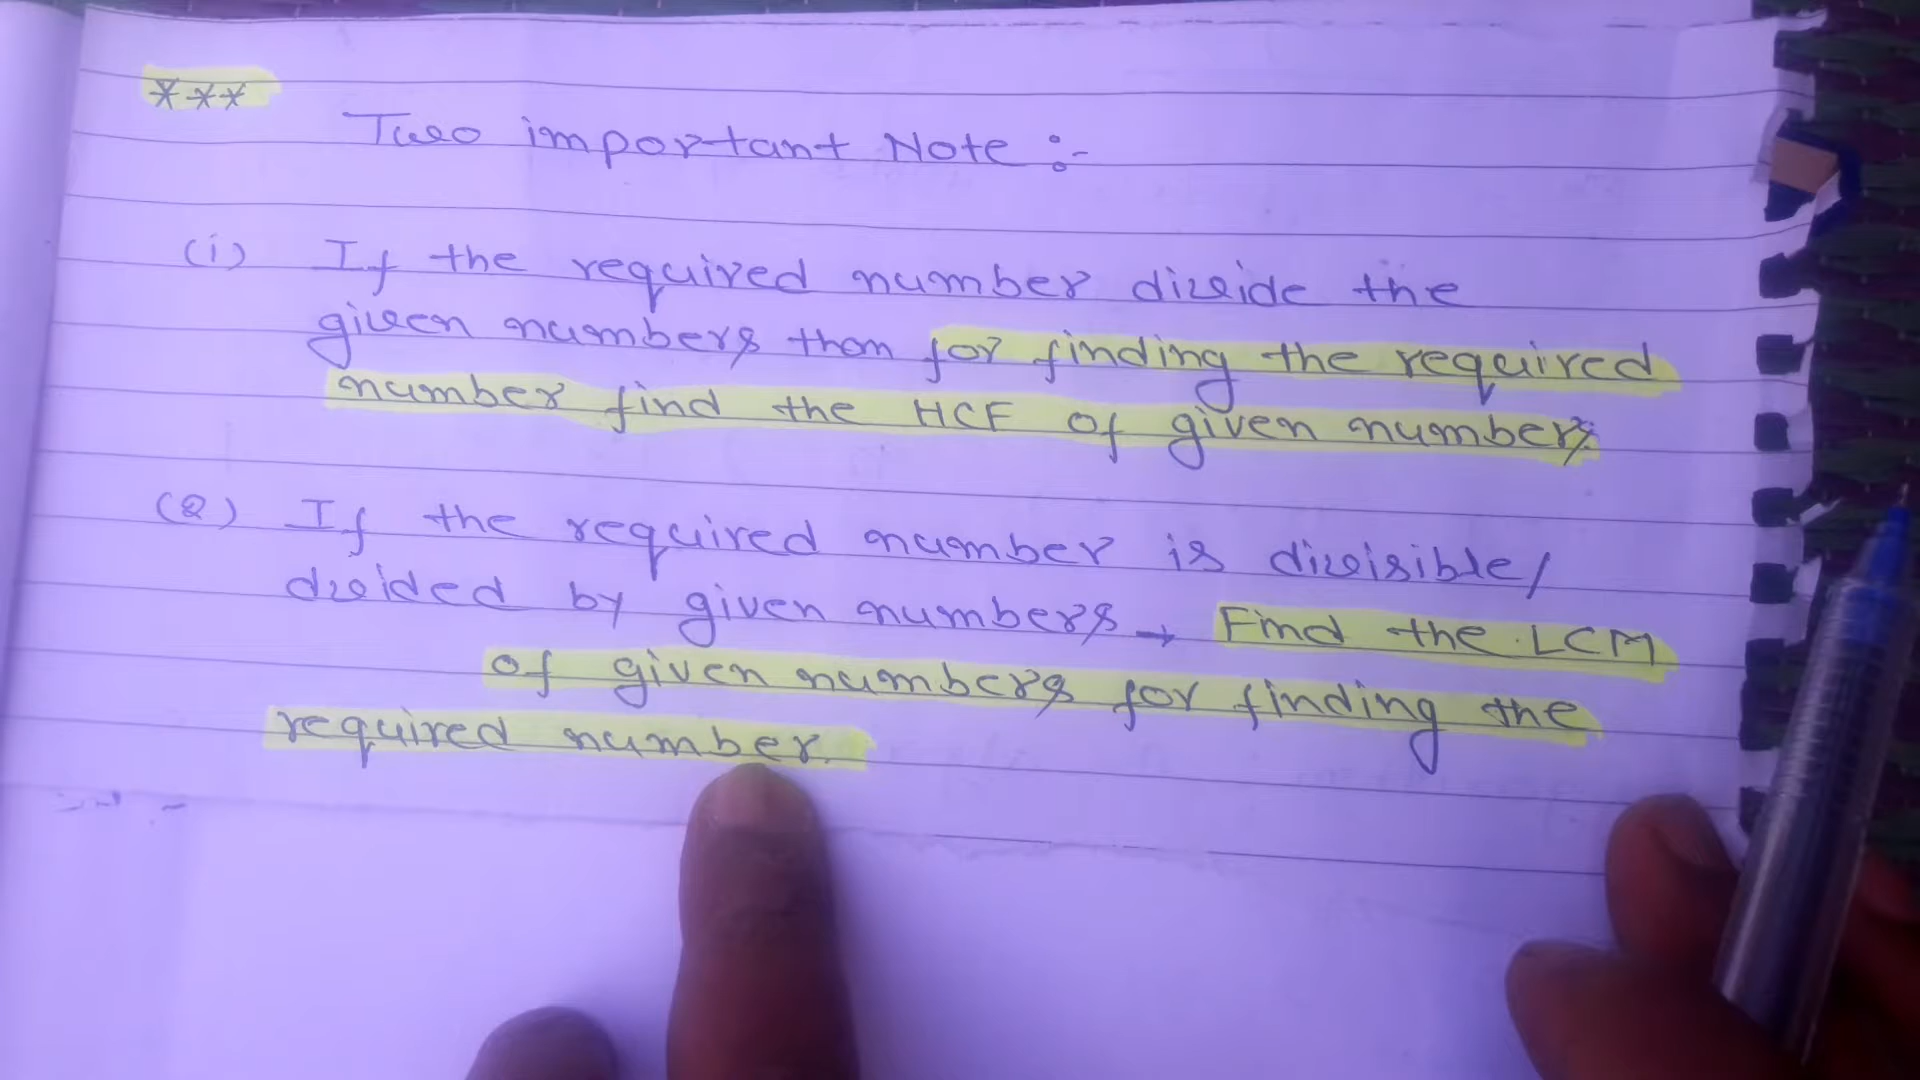 ***
Two important Note :-
(i) If the required number divide the
given numbers then for finding the required
number find the HCF of given numbers.
(2) If the required number is divisible/
divided by given numbers → Find the LCM
of given numbers for finding the
required number.